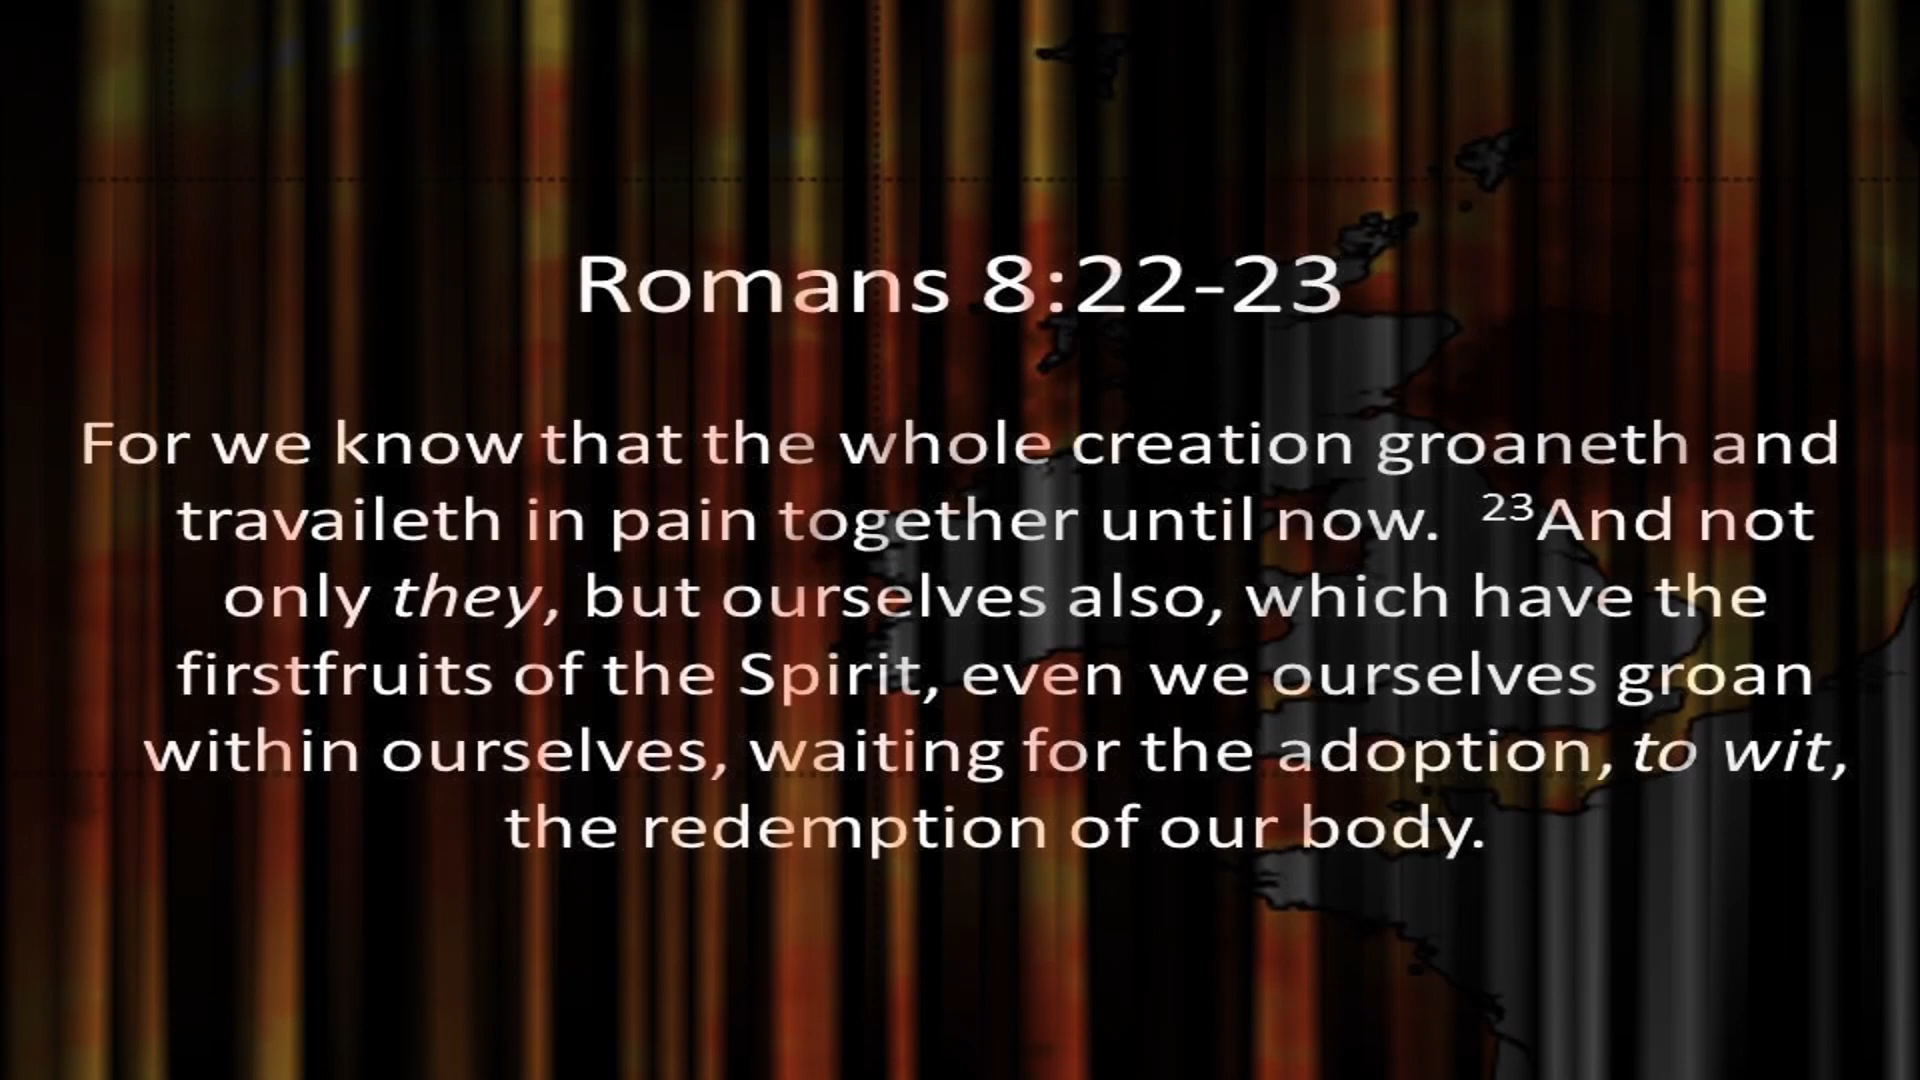 Romans 8:22-23
For we know that the whole creation groaneth and
travaileth in pain together until now. ²³And not
only they, but ourselves also, which have the
firstfruits of the Spirit, even we ourselves groan
within ourselves, waiting for the adoption, to wit,
the redemption of our body.